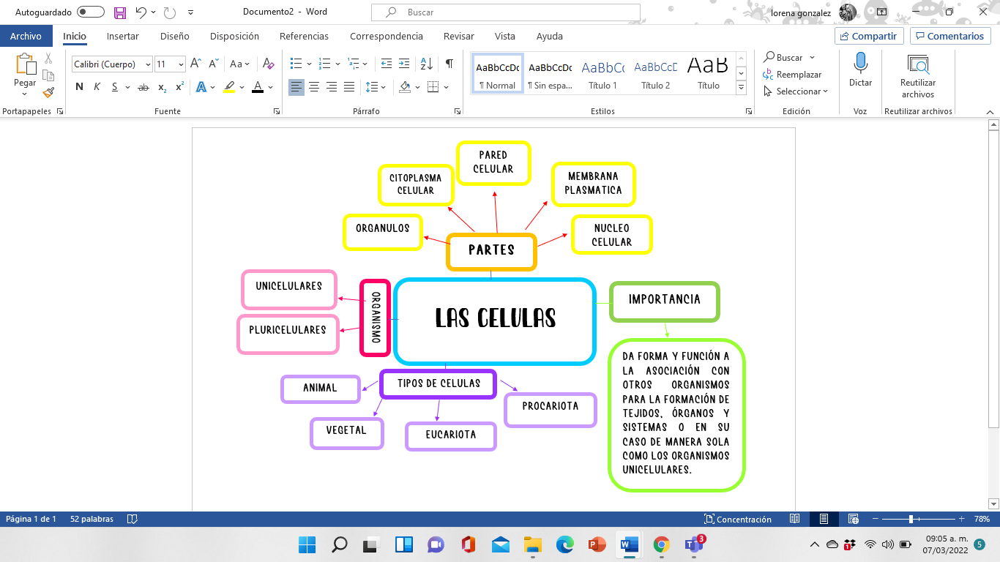 Autoguardado
Documento2 - Word
Buscar
lorena gonzalez
Archivo
Inicio
Insertar
Diseño
Disposición
Referencias
Correspondencia
Revisar
Vista
Ayuda
Compartir
Comentarios
Pegar
Portapapeles
Calibri (Cuerpo)
11
Aa
N K S ab x₂ x²
Fuente
Párrafo
AaBbCcDc
¶ Normal
AaBbCcDc
¶ Sin espa...
AaBbCc
Título 1
AaBbCcD
Título 2
AaB
Título
Estilos
Buscar
Reemplazar
Seleccionar
Edición
Dictar
Voz
Reutilizar
archivos
Reutilizar archivos
PARED
CELULAR
CITOPLASMA
CELULAR
MEMBRANA
PLASMATICA
ORGANULOS
NUCLEO
CELULAR
PARTES
UNICELULARES
PLURICELULARES
ORGANISMO
LAS CELULAS
IMPORTANCIA
DA FORMA Y FUNCIÓN A
LA ASOCIACIÓN CON
OTROS ORGANISMOS
PARA LA FORMACIÓN DE
TEJIDOS, ÓRGANOS Y
SISTEMAS O EN SU
CASO DE MANERA SOLA
COMO LOS ORGANISMOS
UNICELULARES.
TIPOS DE CELULAS
ANIMAL
VEGETAL
EUCARIOTA
PROCARIOTA
Página 1 de 1
52 palabras
Concentración
78%
3
1
09:05 a. m.
07/03/2022
5